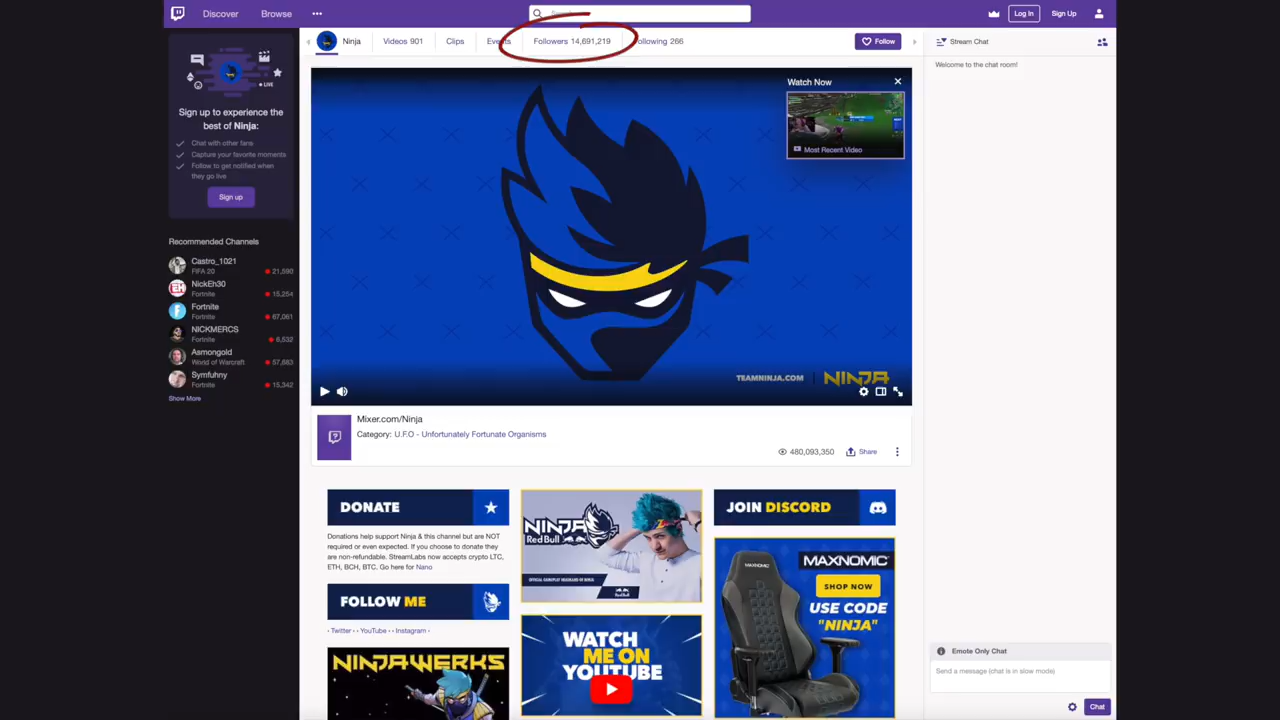 Discover
Browse
Log In
Sign Up
Ninja
Videos 901
Clips
Events
Followers 14,691,219
Following 266
Follow
Stream Chat
Welcome to the chat room!
LIVE
Sign up to experience the
best of Ninja:
Chat with other fans
Capture your favorite moments
Follow to get notified when
they go live
Sign up
Recommended Channels
Castro_1021
FIFA 20
21,590
NickEh30
Fortnite
15,254
Fortnite
Fortnite
67,061
NICKMERCS
Fortnite
6,532
Asmongold
World of Warcraft
57,683
Symfuhny
Fortnite
15,342
Show More
Watch Now
Most Recent Video
TEAMNINJA.COM
NINJA
Mixer.com/Ninja
Category: U.F.O - Unfortunately Fortunate Organisms
480,093,350
Share
DONATE
Donations help support Ninja & this channel but are NOT
required or even expected. If you choose to donate they
are non-refundable. StreamLabs now accepts crypto LTC,
ETH, BCH, BTC. Go here for Nano
FOLLOW ME
• Twitter • • YouTube • • Instagram •
NINJAWERKS
NINJA
Red Bull
Red Bull
WATCH
ME ON
YOUTUBE
JOIN DISCORD
MAXNOMIC
MAXNOMIC
SHOP NOW
USE CODE
"NINJA"
Emote Only Chat
Send a message (chat is in slow mode)
Chat